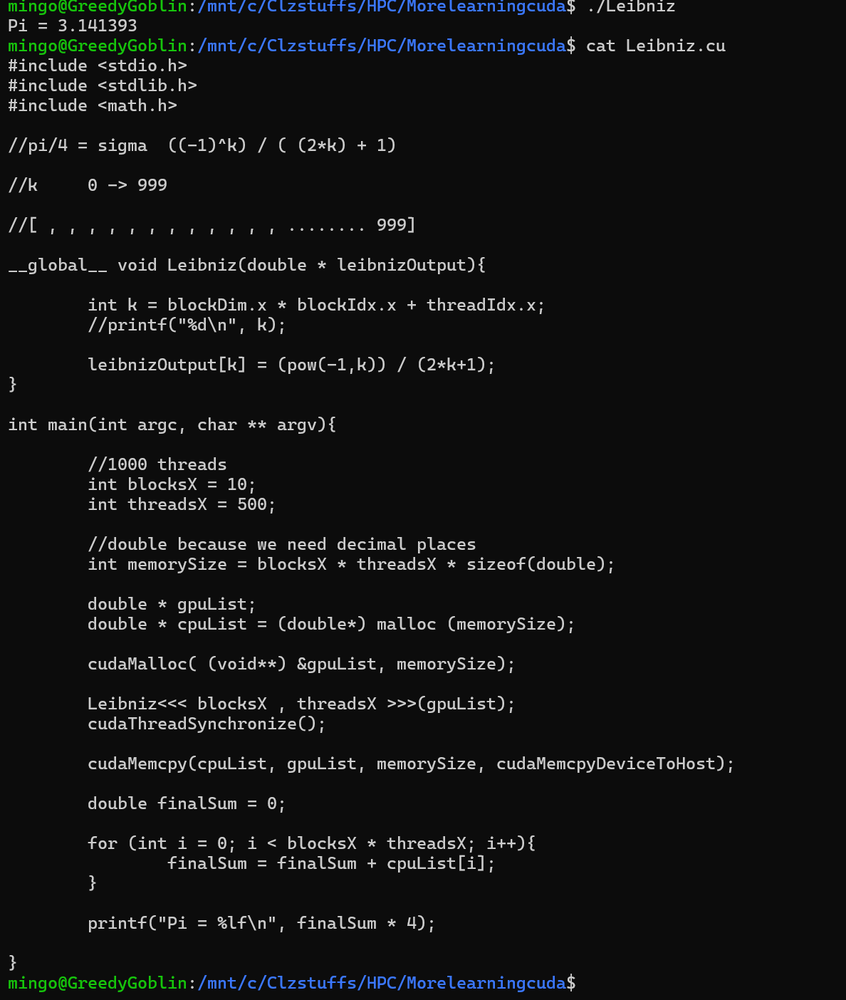 mingo@GreedyGoblin:/mnt/c/Clzstuffs/HPC/Morelearningcuda$ ./Leibniz
Pi = 3.141393
mingo@GreedyGoblin:/mnt/c/Clzstuffs/HPC/Morelearningcuda$ cat Leibniz.cu
#include <stdio.h>
#include <stdlib.h>
#include <math.h>

//pi/4 = sigma  ((-1)^k) / ( (2*k) + 1)

//k     0 -> 999

//[ , , , , , , , , , , , , ........ 999]

__global__ void Leibniz(double * leibnizOutput){

        int k = blockDim.x * blockIdx.x + threadIdx.x;
        //printf("%d\n", k);

        leibnizOutput[k] = (pow(-1,k)) / (2*k+1);
}

int main(int argc, char ** argv){

        //1000 threads
        int blocksX = 10;
        int threadsX = 500;

        //double because we need decimal places
        int memorySize = blocksX * threadsX * sizeof(double);

        double * gpuList;
        double * cpuList = (double*) malloc (memorySize);

        cudaMalloc( (void**) &gpuList, memorySize);

        Leibniz<<< blocksX , threadsX >>>(gpuList);
        cudaThreadSynchronize();

        cudaMemcpy(cpuList, gpuList, memorySize, cudaMemcpyDeviceToHost);

        double finalSum = 0;

        for (int i = 0; i < blocksX * threadsX; i++){
                finalSum = finalSum + cpuList[i];
        }

        printf("Pi = %lf\n", finalSum * 4);

}
mingo@GreedyGoblin:/mnt/c/Clzstuffs/HPC/Morelearningcuda$